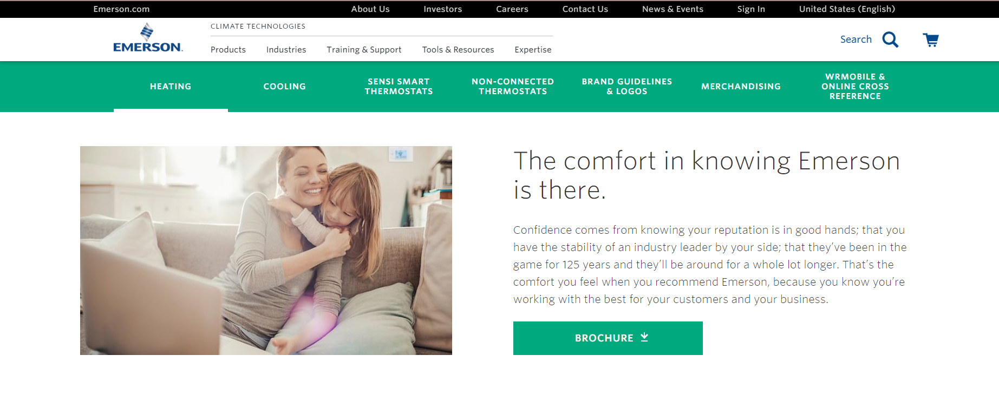 Emerson.com About Us Investors Careers Contact Us News & Events Sign In United States (English)
EMERSON
CLIMATE TECHNOLOGIES
Products Industries Training & Support Tools & Resources Expertise
Search
HEATING
COOLING
SENSI SMART
THERMOSTATS
NON-CONNECTED
THERMOSTATS
BRAND GUIDELINES
& LOGOS
MERCHANDISING
WRMOBILE &
ONLINE CROSS
REFERENCE
The comfort in knowing Emerson
is there.
Confidence comes from knowing your reputation is in good hands; that you
have the stability of an industry leader by your side; that they’ve been in the
game for 125 years and they’ll be around for a whole lot longer. That’s the
comfort you feel when you recommend Emerson, because you know you’re
working with the best for your customers and your business.
BROCHURE